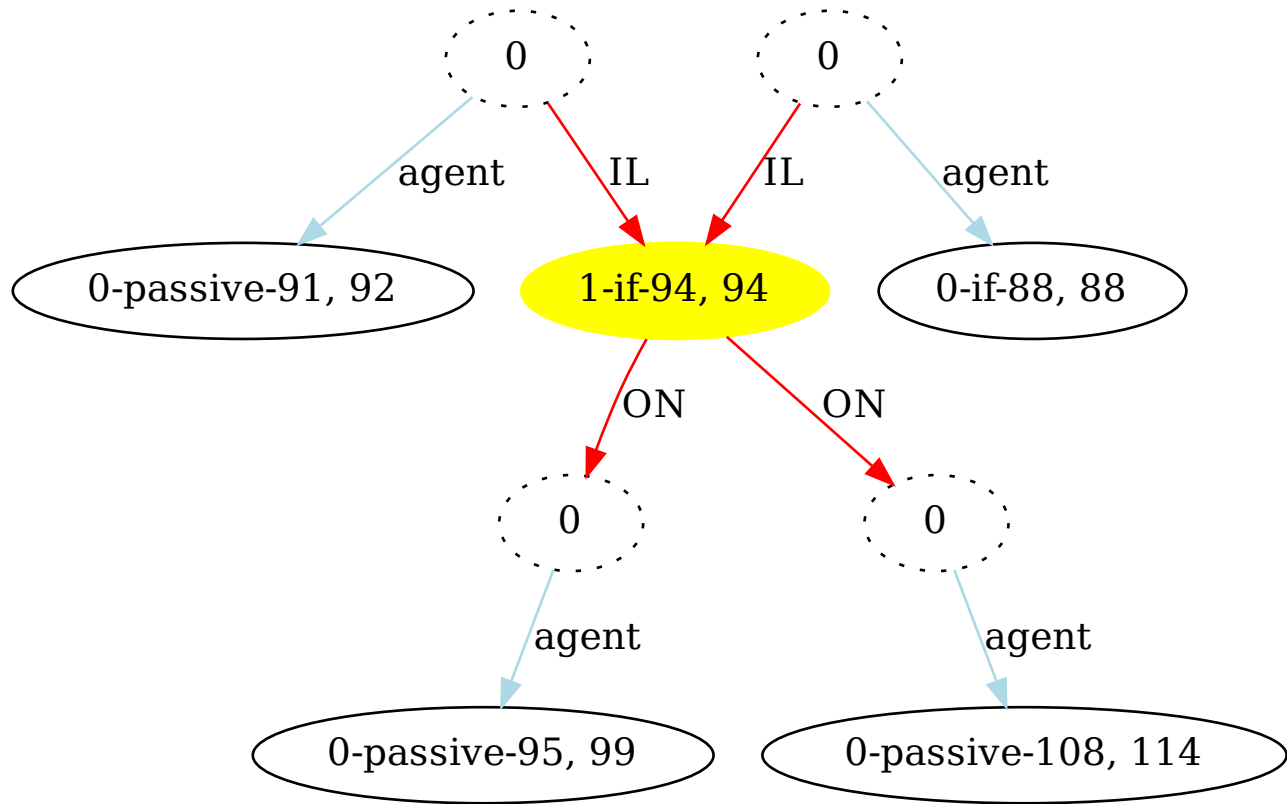 0 0
agent IL IL agent
0-passive-91, 92 1-if-94, 94 0-if-88, 88
ON ON
0 0
agent agent
0-passive-95, 99 0-passive-108, 114